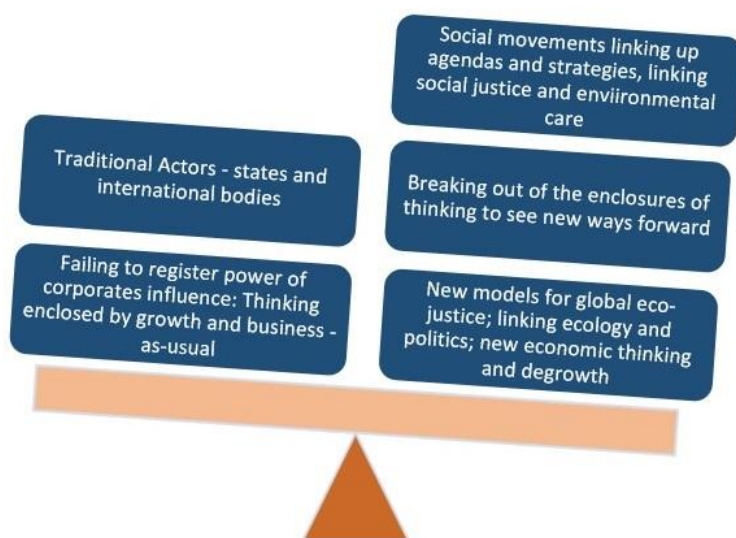 Traditional Actors - states and
international bodies
Failing to register power of
corporates influence: Thinking
enclosed by growth and business -
as-usual
Social movements linking up
agendas and strategies, linking
social justice and enviironmental
care
Breaking out of the enclosures of
thinking to see new ways forward
New models for global eco-
justice; linking ecology and
politics; new economic thinking
and degrowth